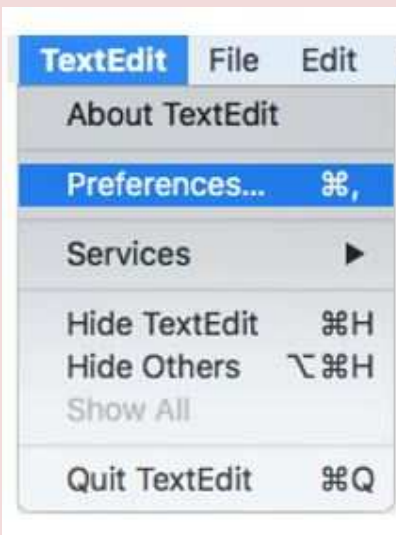 TextEdit File Edit
About TextEdit
Preferences... ⌘,
Services ▶
Hide TextEdit ⌘H
Hide Others ⌥⌘H
Show All
Quit TextEdit ⌘Q